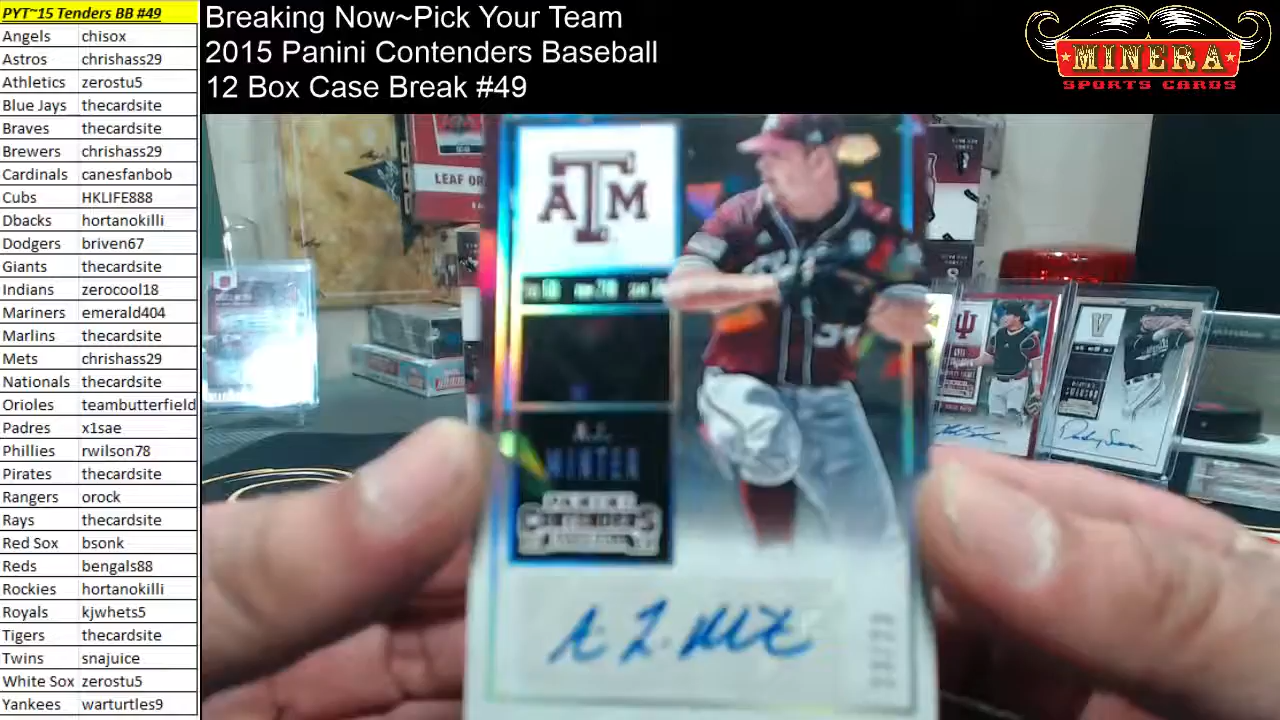 PYT~15 Tenders BB #49
Angels chisox
Astros chrishass29
Athletics zerostu5
Blue Jays thecardsite
Braves thecardsite
Brewers chrishass29
Cardinals canesfanbob
Cubs HKLIFE888
Dbacks hortanokilli
Dodgers briven67
Giants thecardsite
Indians zerocool18
Mariners emerald404
Marlins thecardsite
Mets chrishass29
Nationals thecardsite
Orioles teambutterfield
Padres x1sae
Phillies rwilson78
Pirates thecardsite
Rangers orock
Rays thecardsite
Red Sox bsonk
Reds bengals88
Rockies hortanokilli
Royals kjwhets5
Tigers thecardsite
Twins snajuice
White Sox zerostu5
Yankees warturtles9
Breaking Now~Pick Your Team
2015 Panini Contenders Baseball
12 Box Case Break #49
MINERA
SPORTS CARDS
LEAF
ATM
A.J.
MINTER
PANINI
CONTENDERS
V